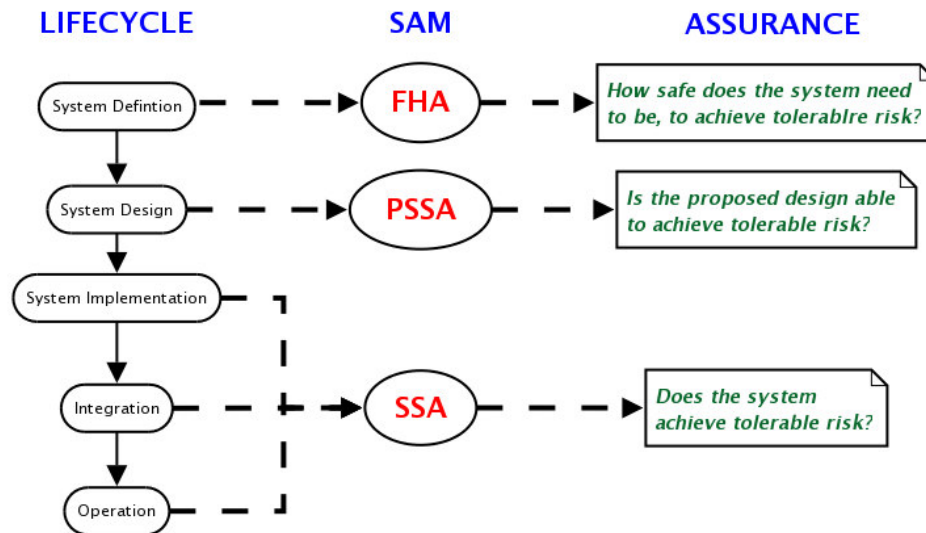 LIFECYCLE SAM ASSURANCE
System Defintion FHA How safe does the system need
to be, to achieve tolerablre risk?
System Design PSSA Is the proposed design able
to achieve tolerable risk?
System Implementation
Integration SSA Does the system
achieve tolerable risk?
Operation